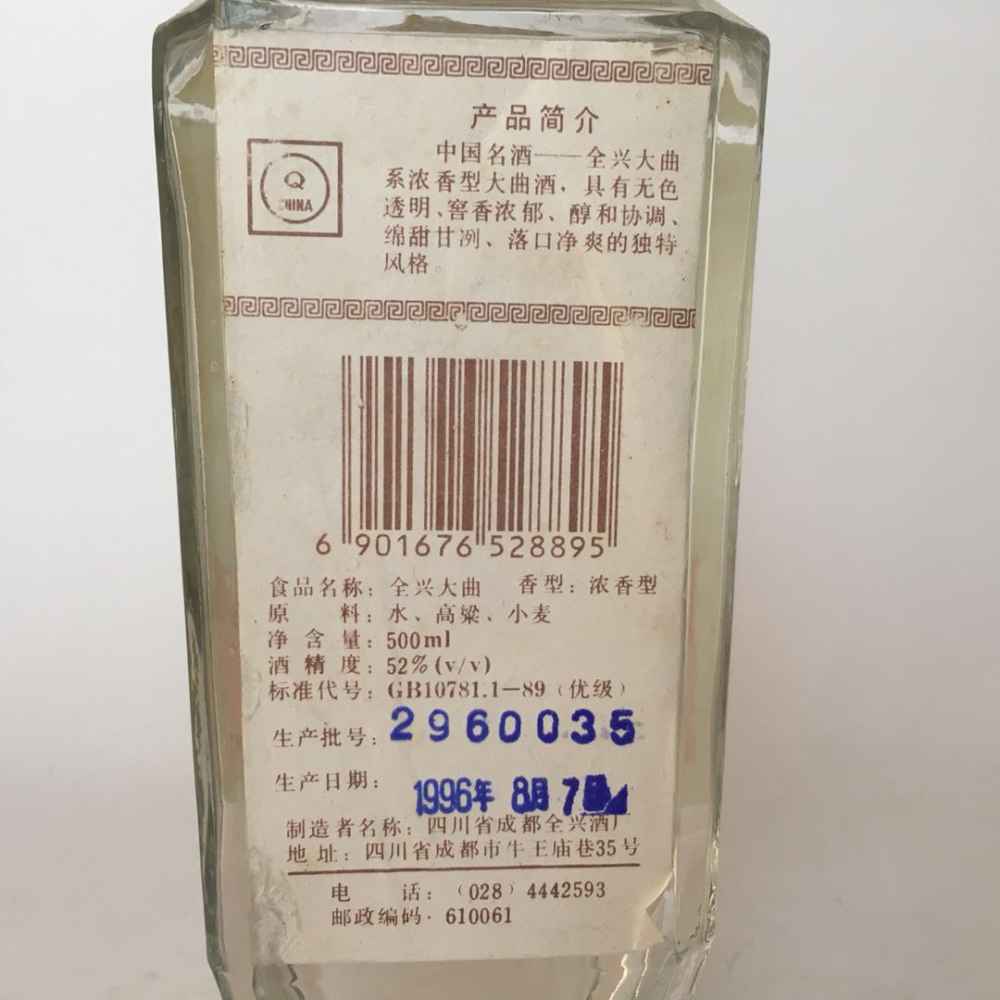 产品简介
中国名酒——全兴大曲
系浓香型大曲酒，具有无色
透明、窖香浓郁、醇和协调、
绵甜甘冽、落口净爽的独特
风格。
Q
CHINA
6 901676 528895
食品名称：全兴大曲 香型：浓香型
原 料：水、高粱、小麦
净 含 量：500ml
酒 精 度：52%(v/v)
标准代号：GB10781.1—89（优级）
生产批号：2960035
生产日期：1996年 8月 7日
制造者名称：四川省成都全兴酒厂
地 址：四川省成都市牛王庙巷35号
电 话：（028）4442593
邮政编码·610061